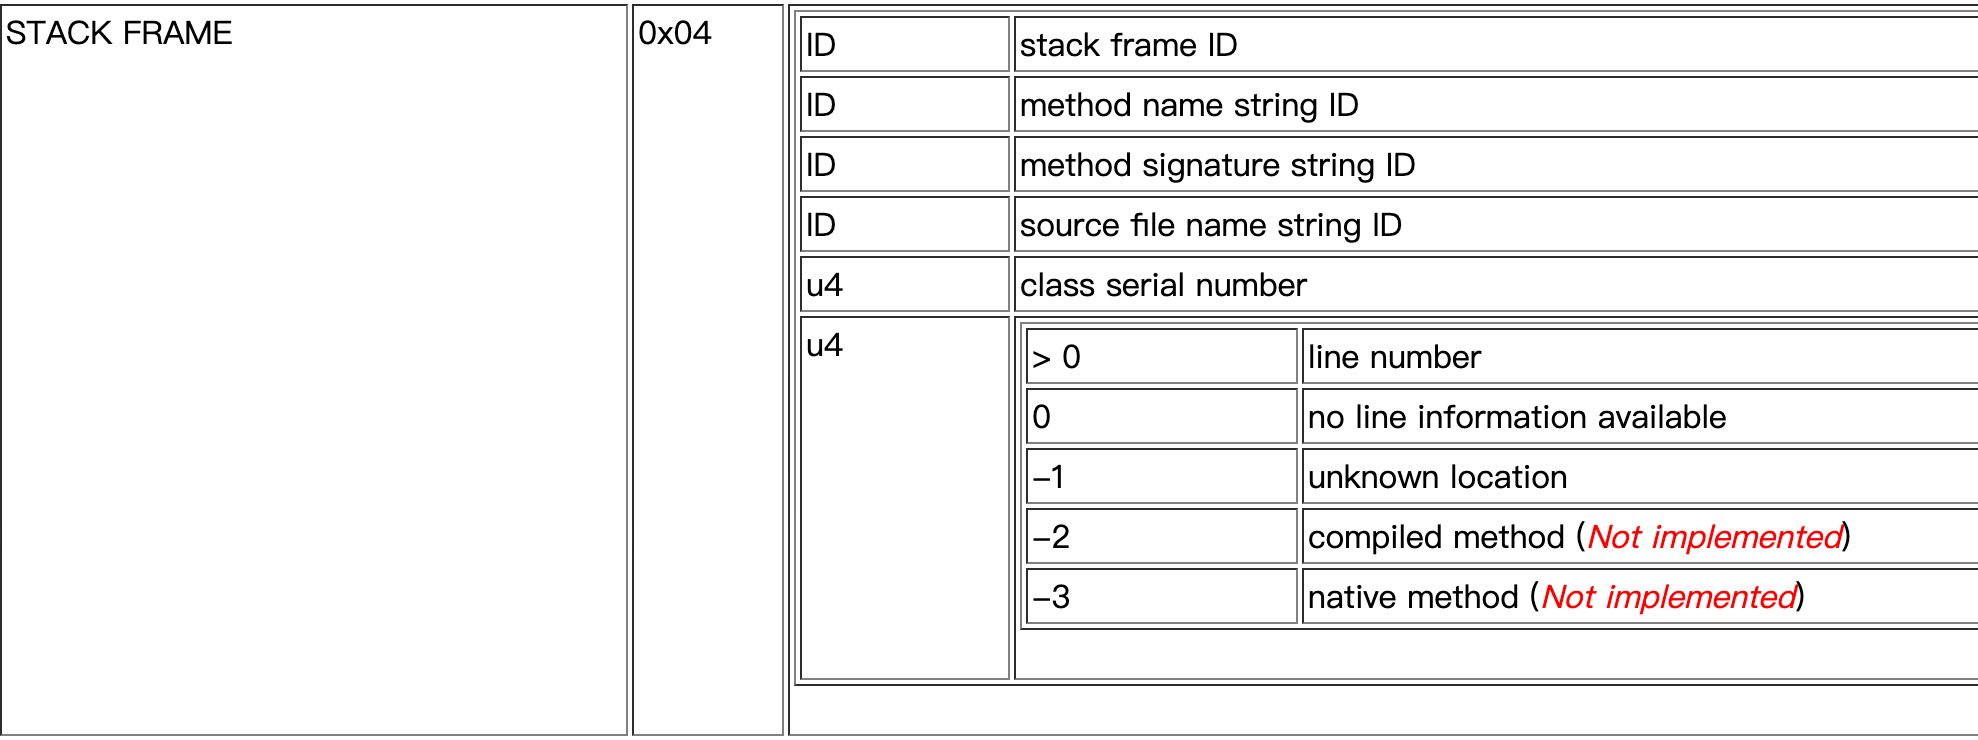 STACK FRAME 0x04
ID stack frame ID
ID method name string ID
ID method signature string ID
ID source file name string ID
u4 class serial number
u4
> 0 line number
0 no line information available
-1 unknown location
-2 compiled method (Not implemented)
-3 native method (Not implemented)